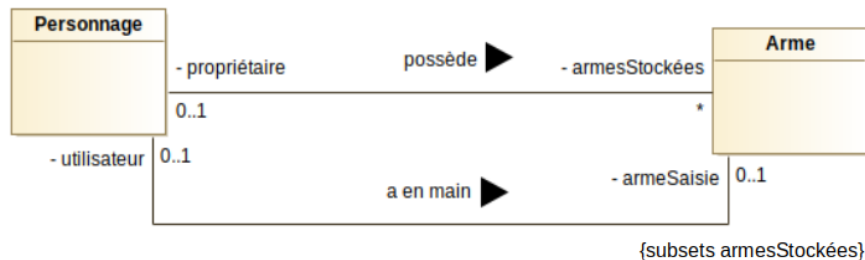 Personnage
Arme
- propriétaire
possède
- armesStockées
0..1
*
- utilisateur
0..1
a en main
- armeSaisie
0..1
{subsets armesStockées}